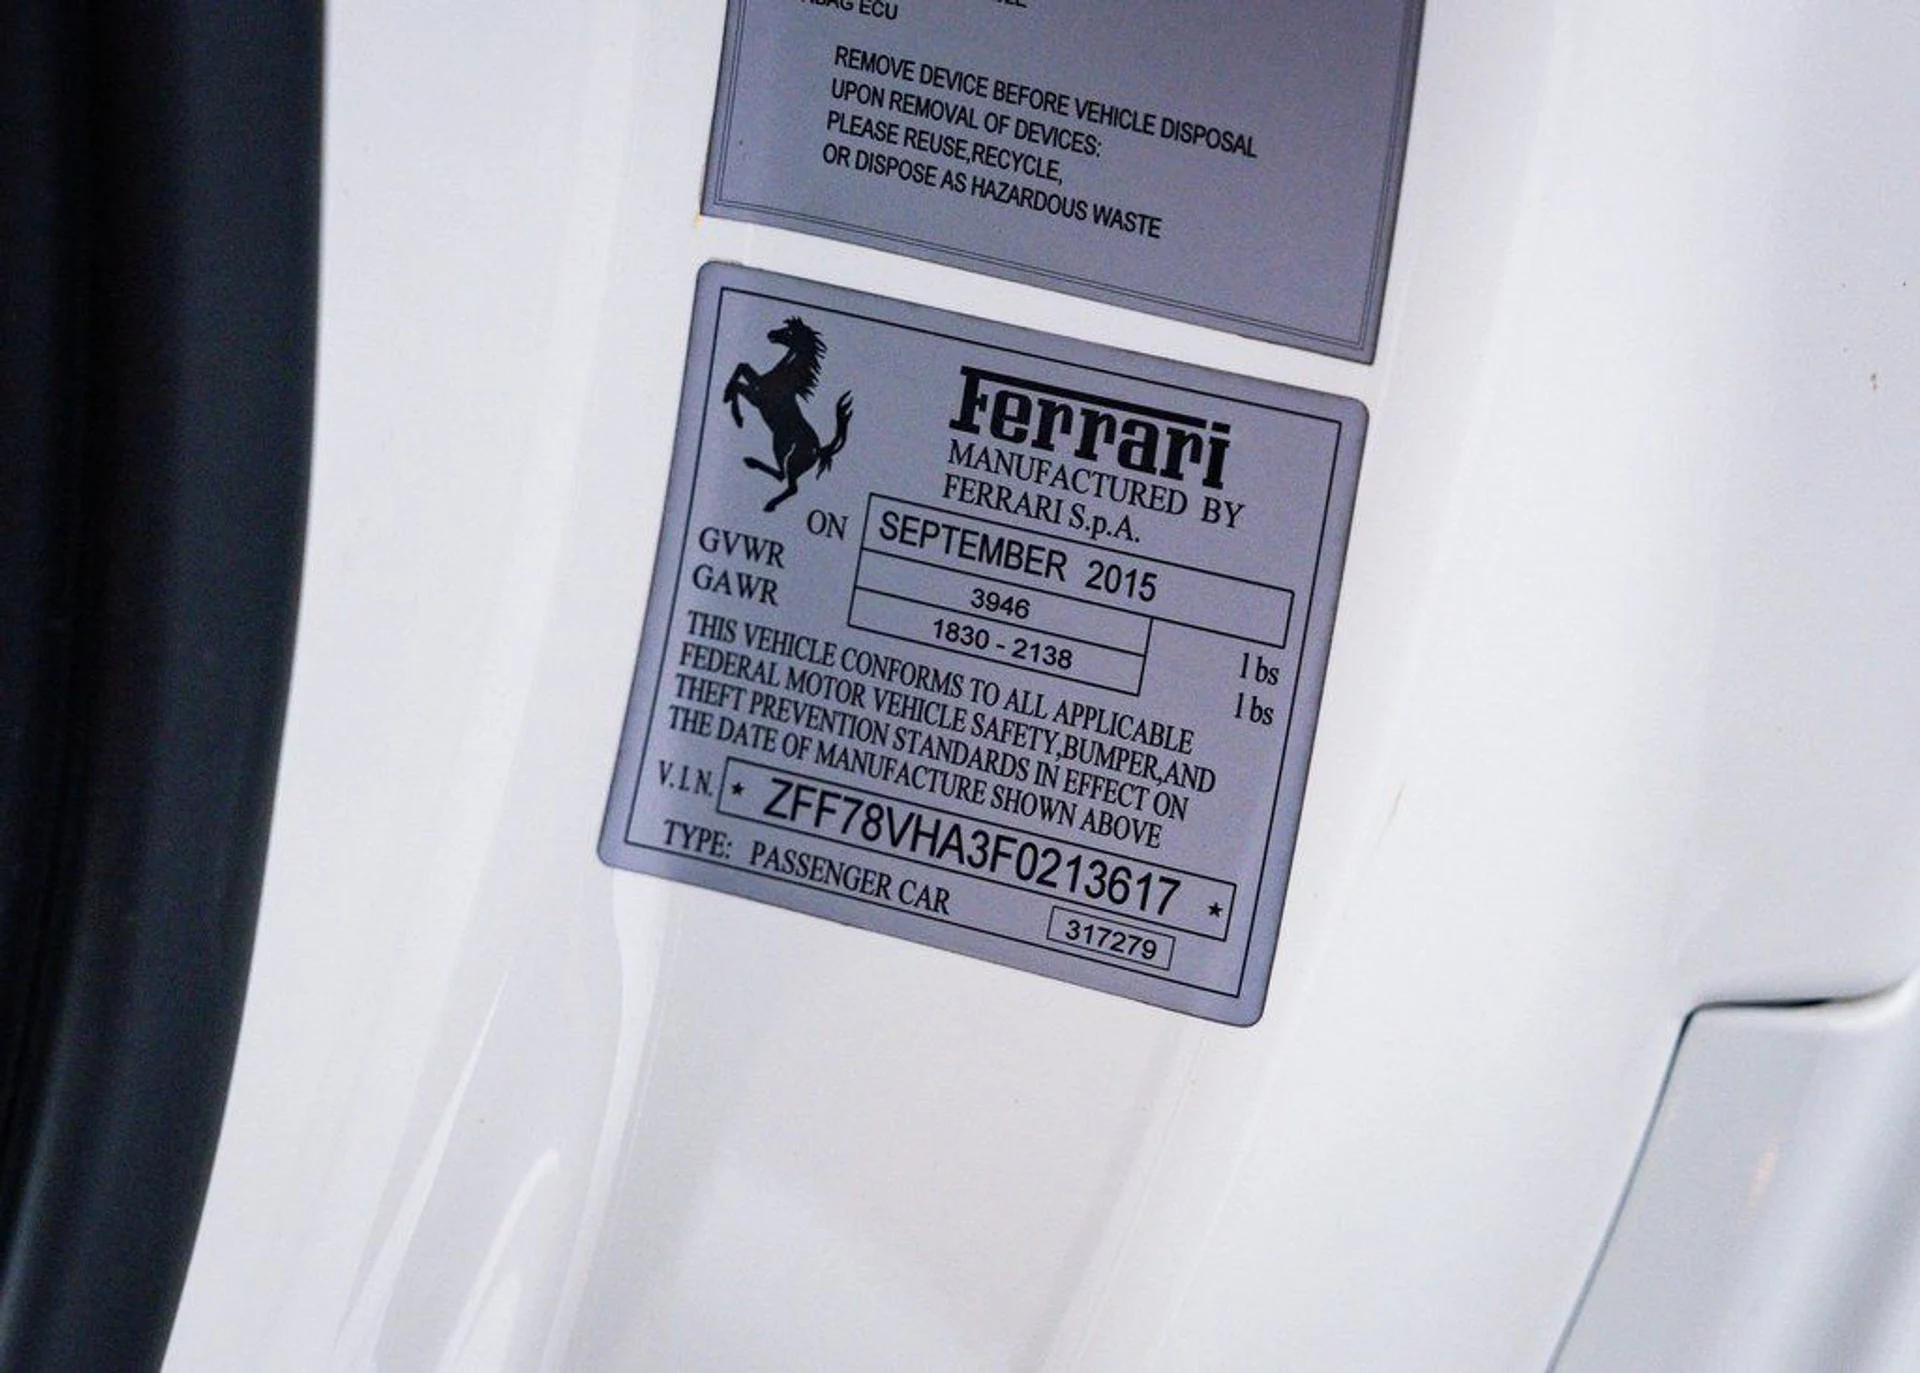 BAG ECU
REMOVE DEVICE BEFORE VEHICLE DISPOSAL
UPON REMOVAL OF DEVICES:
PLEASE REUSE,RECYCLE,
OR DISPOSE AS HAZARDOUS WASTE
Ferrari
MANUFACTURED BY
FERRARI S.p.A.
ON SEPTEMBER 2015
GVWR 3946 lbs
GAWR 1830 - 2138 lbs
THIS VEHICLE CONFORMS TO ALL APPLICABLE
FEDERAL MOTOR VEHICLE SAFETY,BUMPER,AND
THEFT PREVENTION STANDARDS IN EFFECT ON
THE DATE OF MANUFACTURE SHOWN ABOVE
V.I.N. * ZFF78VHA3F0213617 *
TYPE: PASSENGER CAR
317279